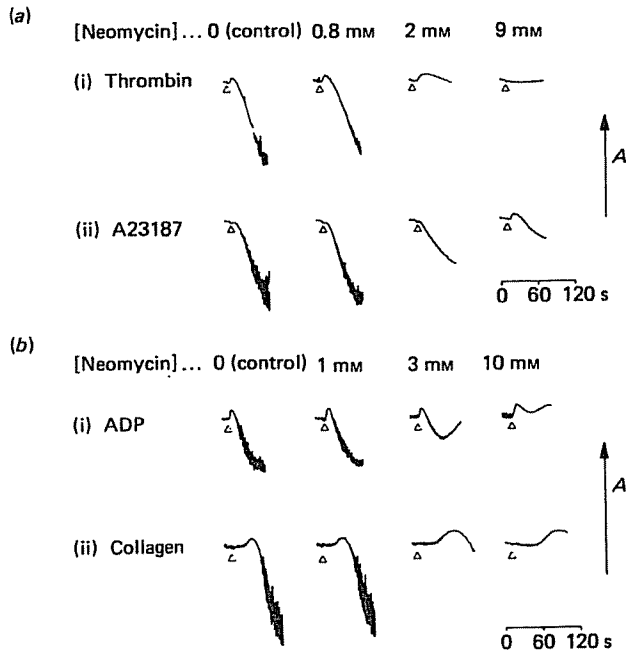 (a)
[Neomycin]... 0 (control) 0.8 mM 2 mM 9 mM
(i) Thrombin
A
(ii) A23187
0 60 120 s
(b)
[Neomycin]... 0 (control) 1 mM 3 mM 10 mM
(i) ADP
A
(ii) Collagen
0 60 120 s